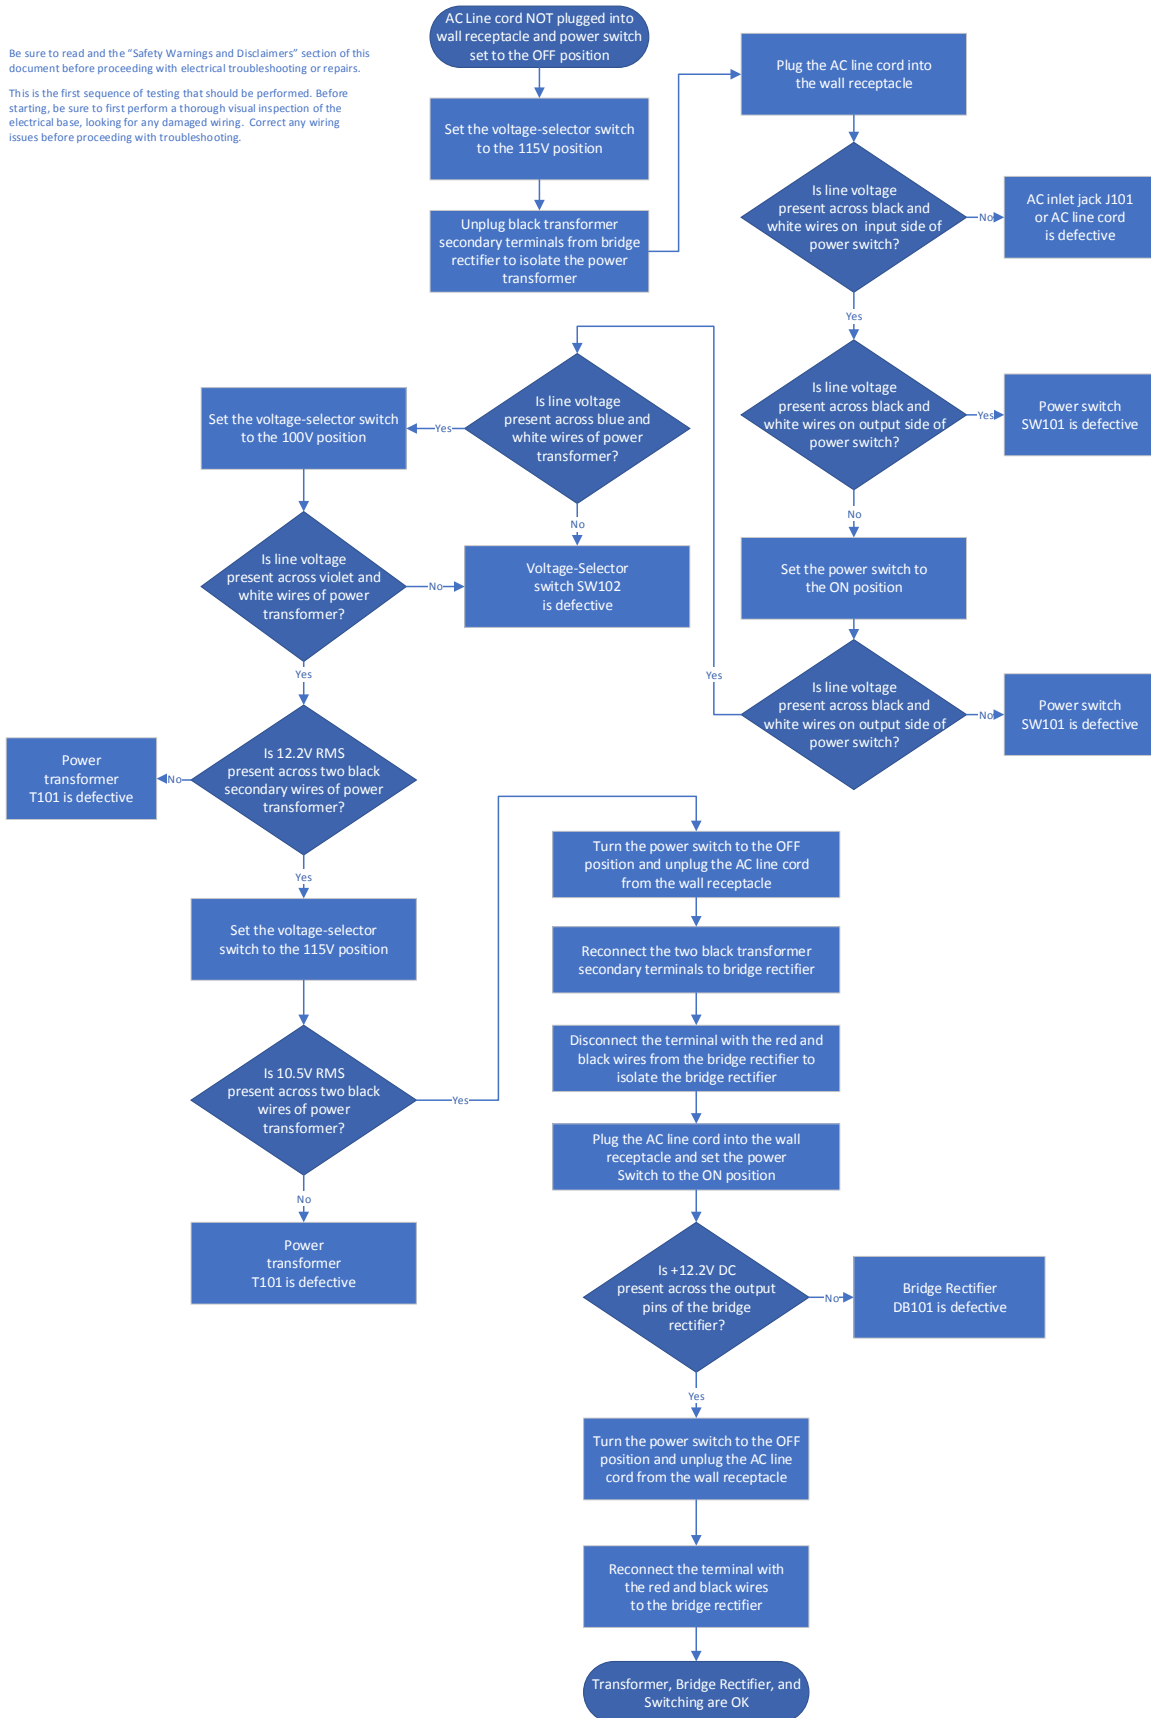 Be sure to read and the “Safety Warnings and Disclaimers” section of this
document before proceeding with electrical troubleshooting or repairs.
This is the first sequence of testing that should be performed. Before
starting, be sure to first perform a thorough visual inspection of the
electrical base, looking for any damaged wiring. Correct any wiring
issues before proceeding with troubleshooting.
AC Line cord NOT plugged into
wall receptacle and power switch
set to the OFF position
Set the voltage-selector switch
to the 115V position
Unplug black transformer
secondary terminals from bridge
rectifier to isolate the power
transformer
Plug the AC line cord into
the wall receptacle
Is line voltage
present across black and
white wires on input side of
power switch?
No
AC inlet jack J101
or AC line cord
is defective
Yes
Is line voltage
present across black and
white wires on output side of
power switch?
Yes
Power switch
SW101 is defective
No
Set the power switch to
the ON position
Is line voltage
present across black and
white wires on output side of
power switch?
No
Power switch
SW101 is defective
Yes
Is line voltage
present across blue and
white wires of power
transformer?
No
Voltage-Selector
switch SW102
is defective
Yes
Set the voltage-selector switch
to the 100V position
Is line voltage
present across violet and
white wires of power
transformer?
No
Yes
Is 12.2V RMS
present across two black
secondary wires of power
transformer?
No
Power
transformer
T101 is defective
Yes
Set the voltage-selector
switch to the 115V position
Is 10.5V RMS
present across two black
wires of power
transformer?
No
Power
transformer
T101 is defective
Yes
Turn the power switch to the OFF
position and unplug the AC line cord
from the wall receptacle
Reconnect the two black transformer
secondary terminals to bridge rectifier
Disconnect the terminal with the red and
black wires from the bridge rectifier to
isolate the bridge rectifier
Plug the AC line cord into the wall
receptacle and set the power
Switch to the ON position
Is +12.2V DC
present across the output
pins of the bridge
rectifier?
No
Bridge Rectifier
DB101 is defective
Yes
Turn the power switch to the OFF
position and unplug the AC line
cord from the wall receptacle
Reconnect the terminal with
the red and black wires
to the bridge rectifier
Transformer, Bridge Rectifier, and
Switching are OK